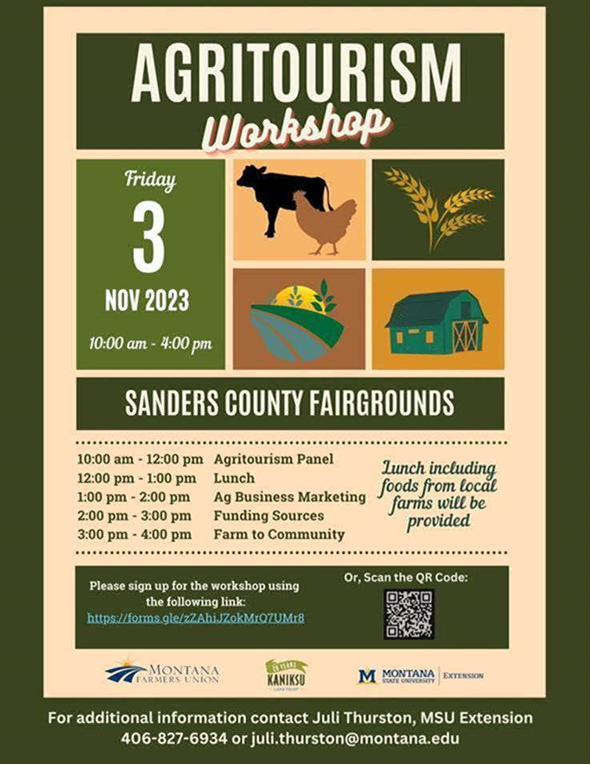 AGRITOURISM
Workshop
Friday
3
NOV 2023
10:00 am - 4:00 pm
SANDERS COUNTY FAIRGROUNDS
10:00 am - 12:00 pm Agritourism Panel
12:00 pm - 1:00 pm Lunch
1:00 pm - 2:00 pm Ag Business Marketing
2:00 pm - 3:00 pm Funding Sources
3:00 pm - 4:00 pm Farm to Community
Lunch including
foods from local
farms will be
provided
Please sign up for the workshop using
the following link:
https://forms.gle/zZAhiJZokMrQ7UMr8
Or, Scan the QR Code:
MONTANA
FARMERS UNION
20 YEARS
KANIKSU
LAND TRUST
M MONTANA
STATE UNIVERSITY
EXTENSION
For additional information contact Juli Thurston, MSU Extension
406-827-6934 or juli.thurston@montana.edu